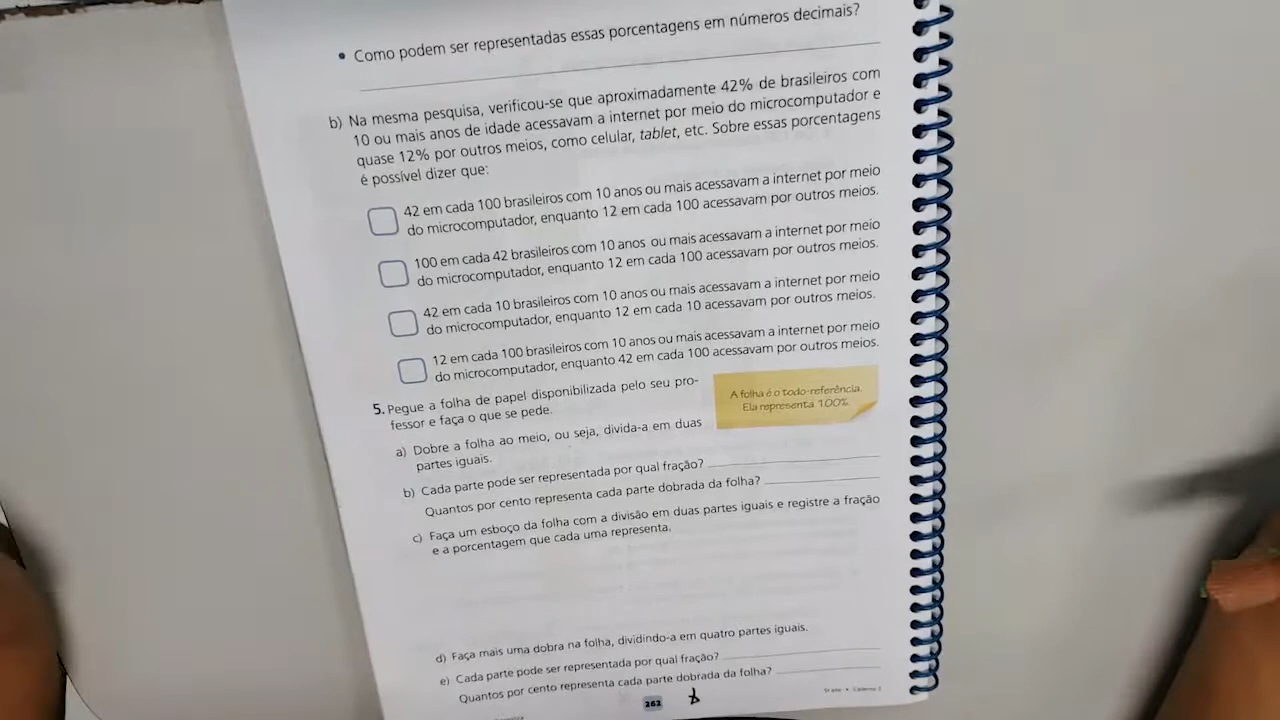 • Como podem ser representadas essas porcentagens em números decimais?
b) Na mesma pesquisa, verificou-se que aproximadamente 42% de brasileiros com
10 ou mais anos de idade acessavam a internet por meio do microcomputador e
quase 12% por outros meios, como celular, tablet, etc. Sobre essas porcentagens
é possível dizer que:
42 em cada 100 brasileiros com 10 anos ou mais acessavam a internet por meio
do microcomputador, enquanto 12 em cada 100 acessavam por outros meios.
100 em cada 42 brasileiros com 10 anos ou mais acessavam a internet por meio
do microcomputador, enquanto 12 em cada 100 acessavam por outros meios.
42 em cada 10 brasileiros com 10 anos ou mais acessavam a internet por meio
do microcomputador, enquanto 12 em cada 10 acessavam por outros meios.
12 em cada 100 brasileiros com 10 anos ou mais acessavam a internet por meio
do microcomputador, enquanto 42 em cada 100 acessavam por outros meios.
5. Pegue a folha de papel disponibilizada pelo seu pro-
fessor e faça o que se pede.
A folha é o todo-referência.
Ela representa 100%.
a) Dobre a folha ao meio, ou seja, divida-a em duas
partes iguais.
b) Cada parte pode ser representada por qual fração?
Quantos por cento representa cada parte dobrada da folha?
c) Faça um esboço da folha com a divisão em duas partes iguais e registre a fração
e a porcentagem que cada uma representa.
d) Faça mais uma dobra na folha, dividindo-a em quatro partes iguais.
e) Cada parte pode ser representada por qual fração?
Quantos por cento representa cada parte dobrada da folha?
262
5º ano • Caderno 3